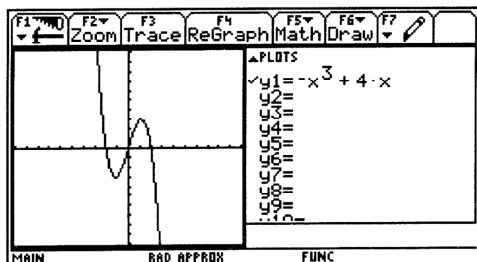 F1 F2 F3 F4 F5 F6 F7
Zoom Trace ReGraph Math Draw
PLOTS
✓y1=-x³ + 4·x
y2=
y3=
y4=
y5=
y6=
y7=
y8=
y9=
MAIN RAD APPROX FUNC